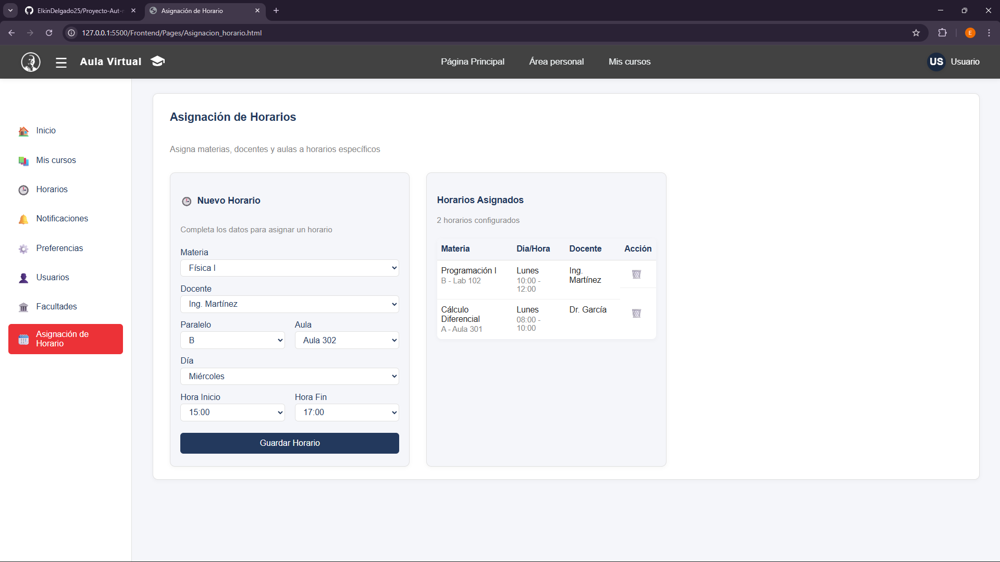 ElkinDelgado25/Proyecto-Aut-r
Asignación de Horario
127.0.0.1:5500/Frontend/Pages/Asignacion_horario.html
E
Aula Virtual
Página Principal
Área personal
Mis cursos
US
Usuario
Inicio
Mis cursos
Horarios
Notificaciones
Preferencias
Usuarios
Facultades
Asignación de
Horario
Asignación de Horarios
Asigna materias, docentes y aulas a horarios específicos
Nuevo Horario
Completa los datos para asignar un horario
Materia
Física I
Docente
Ing. Martínez
Paralelo
Aula
B
Aula 302
Día
Miércoles
Hora Inicio
Hora Fin
15:00
17:00
Guardar Horario
Horarios Asignados
2 horarios configurados
Materia
Día/Hora
Docente
Acción
Programación I
B - Lab 102
Lunes
10:00 -
12:00
Ing.
Martínez
Cálculo
Diferencial
A - Aula 301
Lunes
08:00 -
10:00
Dr. García